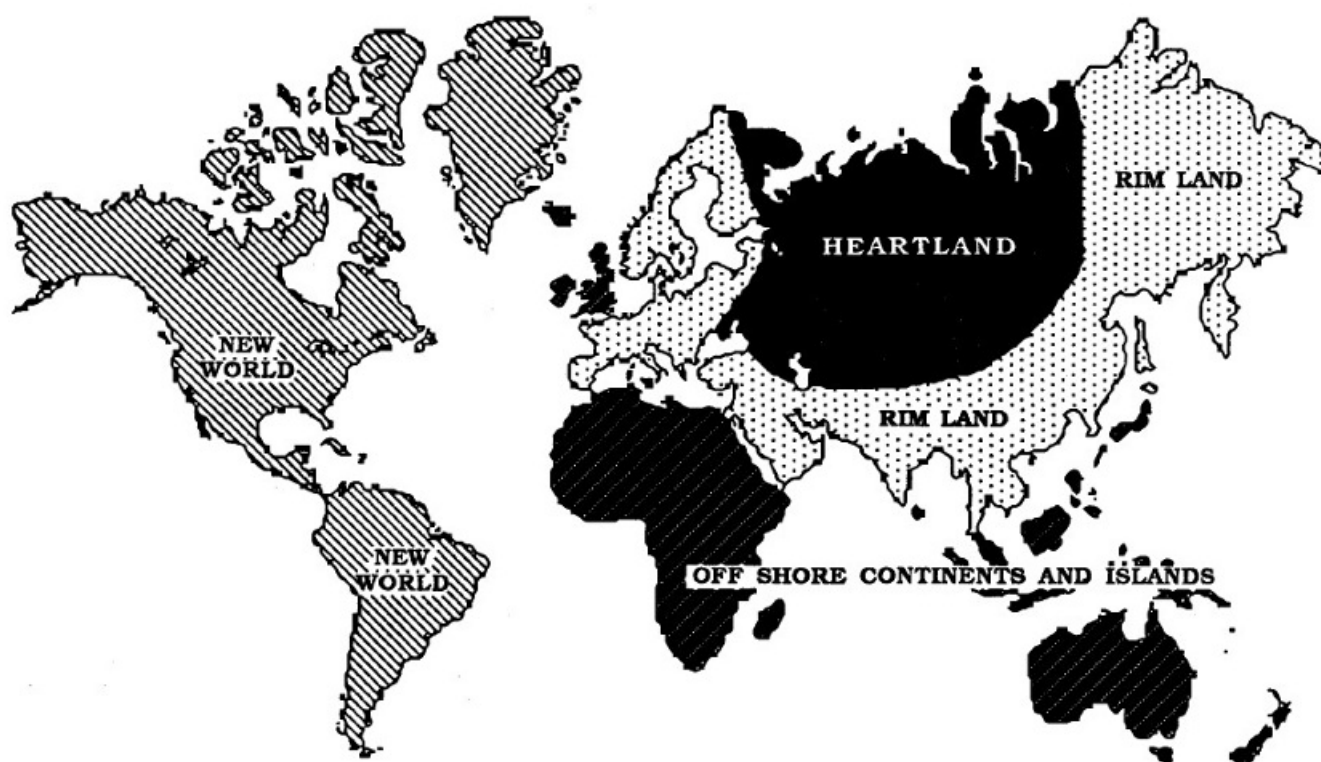 RIM LAND
HEARTLAND
NEW
WORLD
RIM LAND
NEW
WORLD
OFF SHORE CONTINENTS AND ISLANDS